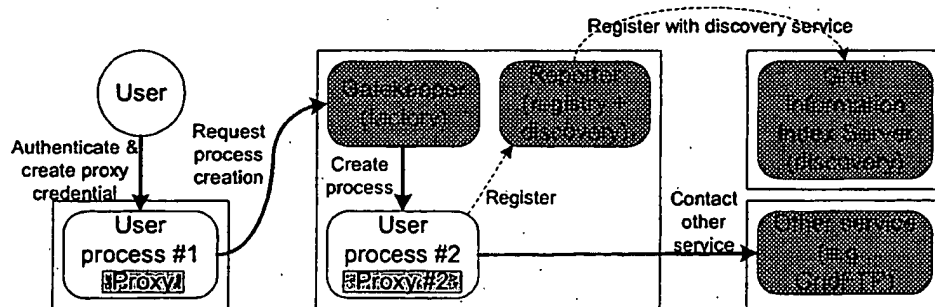 Register with discovery service
User
Authenticate &
create proxy
credential
User
process #1
Proxy
Request
process
creation
Gatekeeper
(factory)
Create
process
User
process #2
Proxy #2
Reporter
(registry +
discovery)
Register
Contact
other
service
Grid
Information
Index Server
(discovery)
Other service
(e.g.
GridFTP)